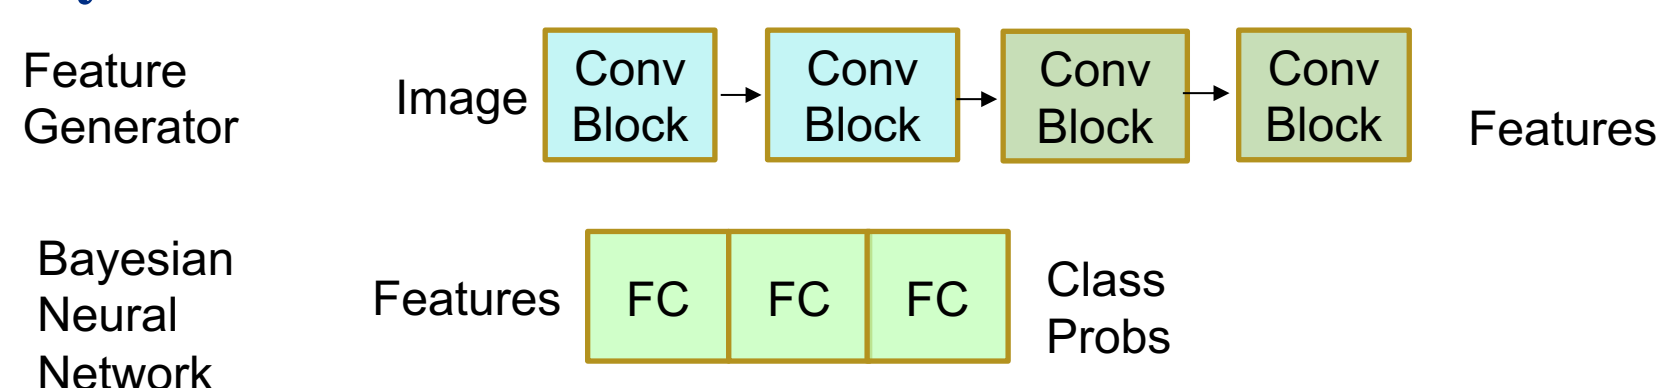 Feature
Generator
Image
Conv
Block
Conv
Block
Conv
Block
Conv
Block
Features
Bayesian
Neural
Network
Features
FC
FC
FC
Class
Probs